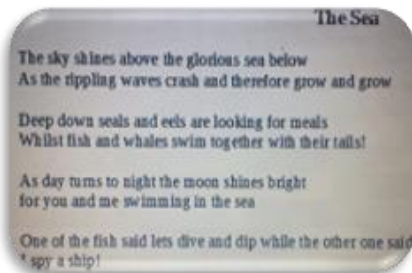 The Sea
The sky shines above the glorious sea below
As the rippling waves crash and therefore grow and grow
Deep down seals and eels are looking for meals
Whilst fish and whales swim together with their tails!
As day turns to night the moon shines bright
for you and me swimming in the sea
One of the fish said lets dive and dip while the other one said
I spy a ship!